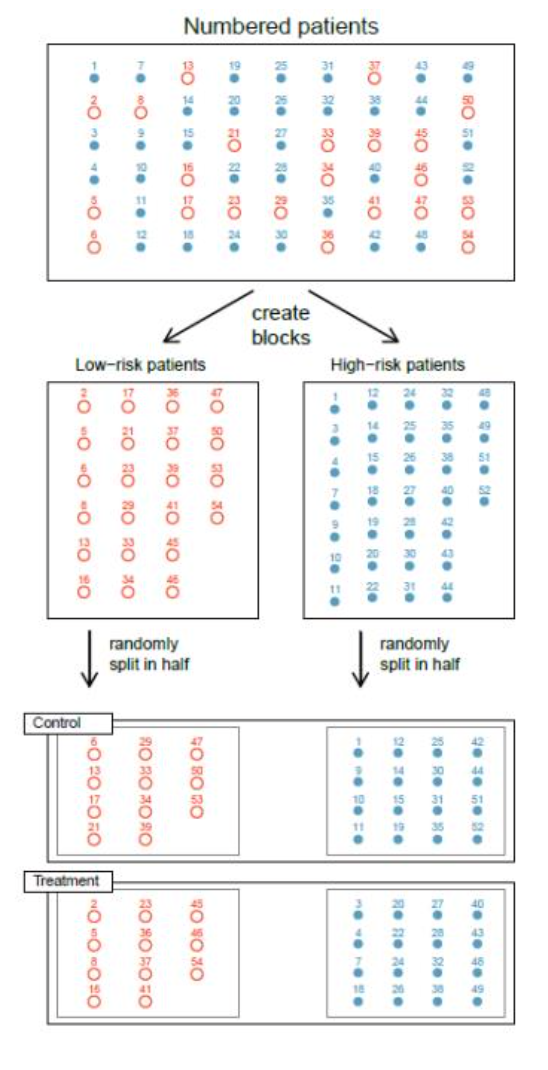 Numbered patients
1 7 13 19 25 31 37 43 49
2 8 14 20 26 32 38 44 50
3 9 15 21 27 33 39 45 51
4 10 16 22 28 34 40 46 52
5 11 17 23 29 35 41 47 53
6 12 18 24 30 36 42 48 54
create
blocks
Low−risk patients
2 17 36 47
5 21 37 50
6 23 39 53
8 29 41 54
13 33 45
16 34 46
High−risk patients
1 12 24 32 48
3 14 25 35 49
4 15 26 38 51
7 18 27 40 52
9 19 28 42
10 20 30 43
11 22 31 44
randomly
split in half
randomly
split in half
Control
6 29 47
13 33 50
17 34 53
21 39
1 12 25 42
9 14 30 44
10 15 31 51
11 19 35 52
Treatment
2 23 45
5 36 46
8 37 54
16 41
3 20 27 40
4 22 28 43
7 24 32 48
18 26 38 49